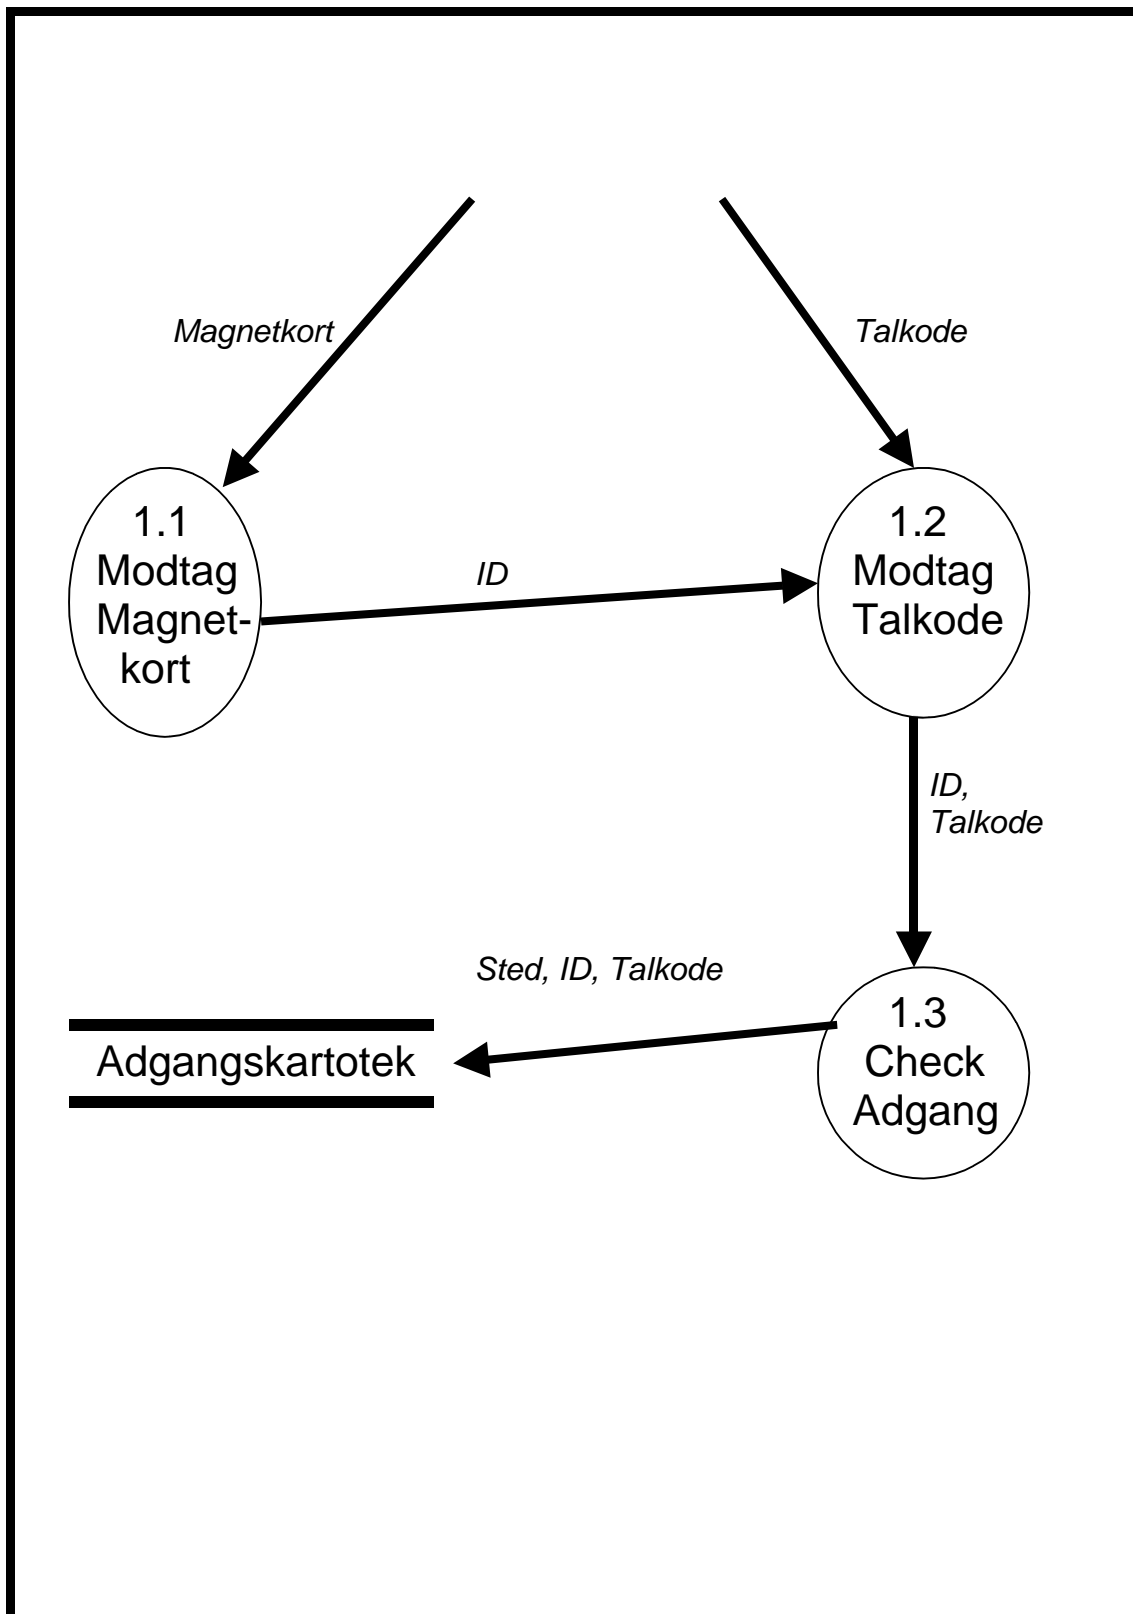 Magnetkort
Talkode
1.1
Modtag
Magnet-
kort
ID
1.2
Modtag
Talkode
ID,
Talkode
Sted, ID, Talkode
Adgangskartotek
1.3
Check
Adgang